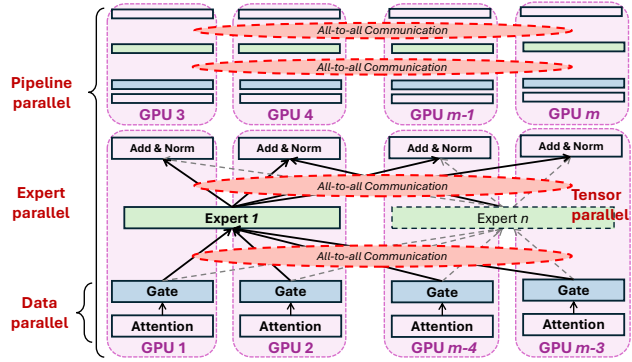 All-to-all Communication
All-to-all Communication
Pipeline
parallel
GPU 3
GPU 4
GPU m-1
GPU m
Add & Norm
Add & Norm
Add & Norm
Add & Norm
All-to-all Communication
Expert
parallel
Tensor
parallel
Expert 1
Expert n
All-to-all Communication
Data
parallel
Gate
Gate
Gate
Gate
Attention
Attention
Attention
Attention
GPU 1
GPU 2
GPU m-4
GPU m-3